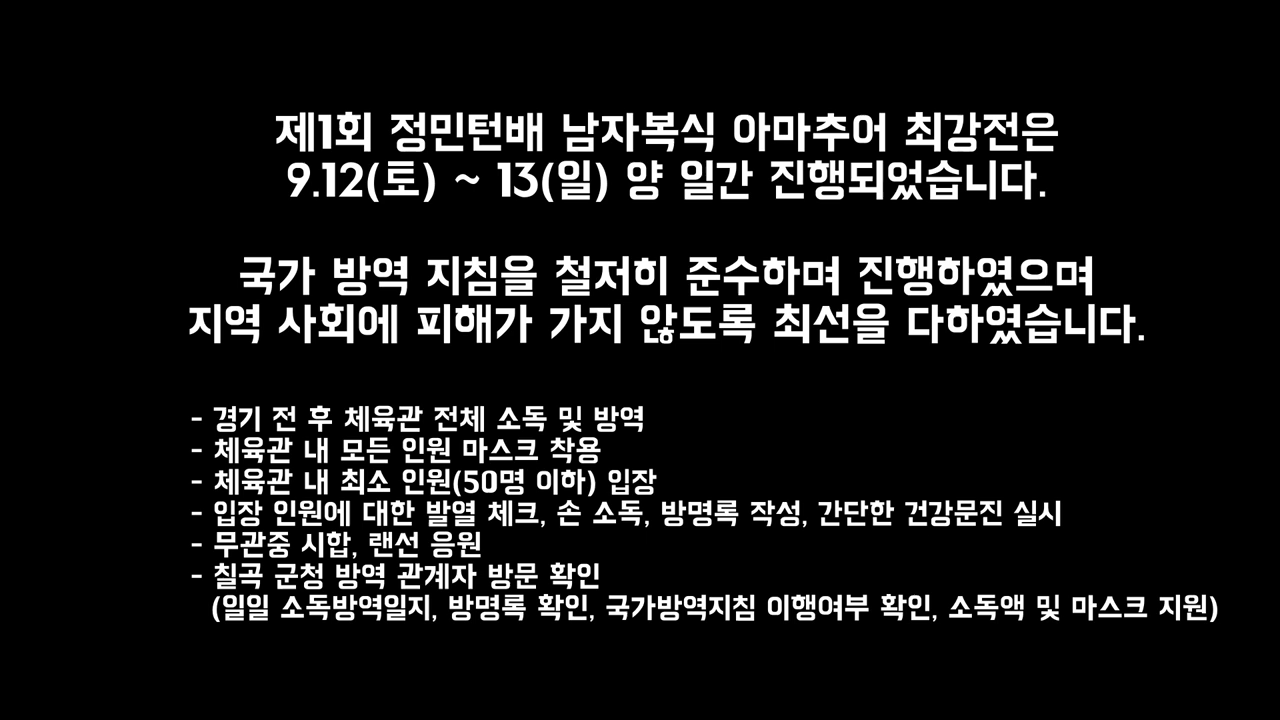 제1회 정민턴배 남자복식 아마추어 최강전은
9.12(토) ~ 13(일) 양 일간 진행되었습니다.
국가 방역 지침을 철저히 준수하며 진행하였으며
지역 사회에 피해가 가지 않도록 최선을 다하였습니다.
- 경기 전 후 체육관 전체 소독 및 방역
- 체육관 내 모든 인원 마스크 착용
- 체육관 내 최소 인원(50명 이하) 입장
- 입장 인원에 대한 발열 체크, 손 소독, 방명록 작성, 간단한 건강문진 실시
- 무관중 시합, 랜선 응원
- 칠곡 군청 방역 관계자 방문 확인
(일일 소독방역일지, 방명록 확인, 국가방역지침 이행여부 확인, 소독액 및 마스크 지원)